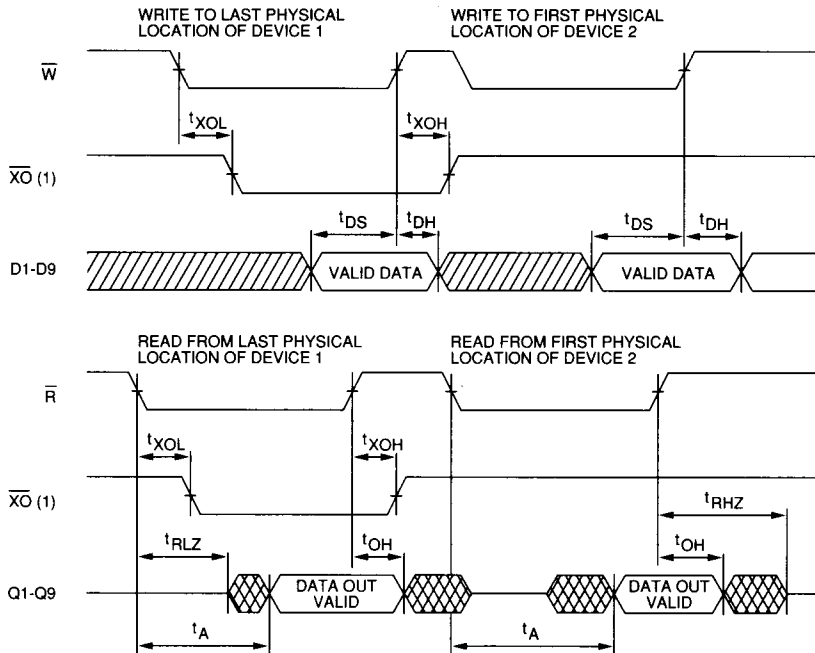 WRITE TO LAST PHYSICAL
LOCATION OF DEVICE 1
WRITE TO FIRST PHYSICAL
LOCATION OF DEVICE 2
W̅
tXOL
tXOH
X̅O̅ (1)
tDS
tDH
tDS
tDH
D1-D9
VALID DATA
VALID DATA
READ FROM LAST PHYSICAL
LOCATION OF DEVICE 1
READ FROM FIRST PHYSICAL
LOCATION OF DEVICE 2
R̅
tXOL
tXOH
X̅O̅ (1)
tRHZ
tRLZ
tOH
tOH
Q1-Q9
DATA OUT
VALID
DATA OUT
VALID
tA
tA